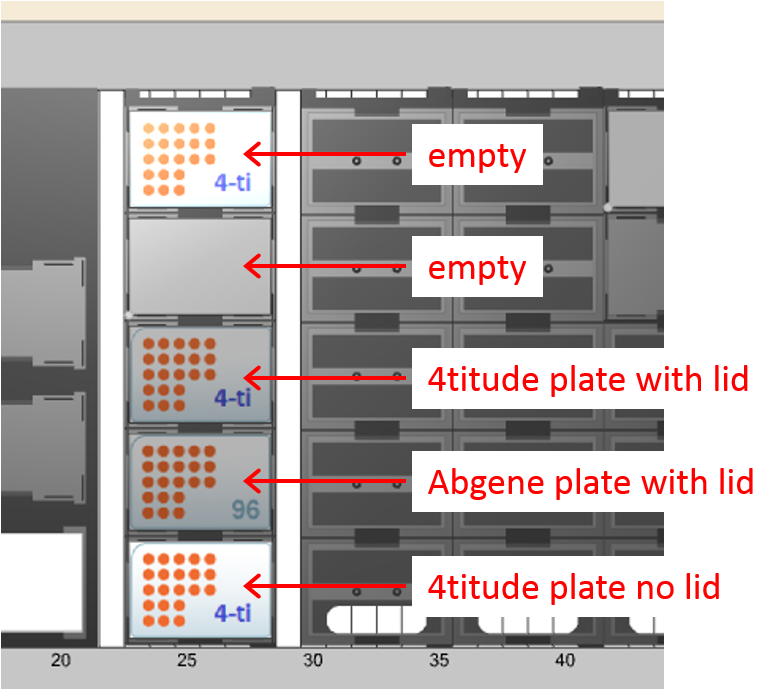 4-ti
empty
empty
4-ti
4titude plate with lid
96
Abgene plate with lid
4-ti
4titude plate no lid
20 25 30 35 40